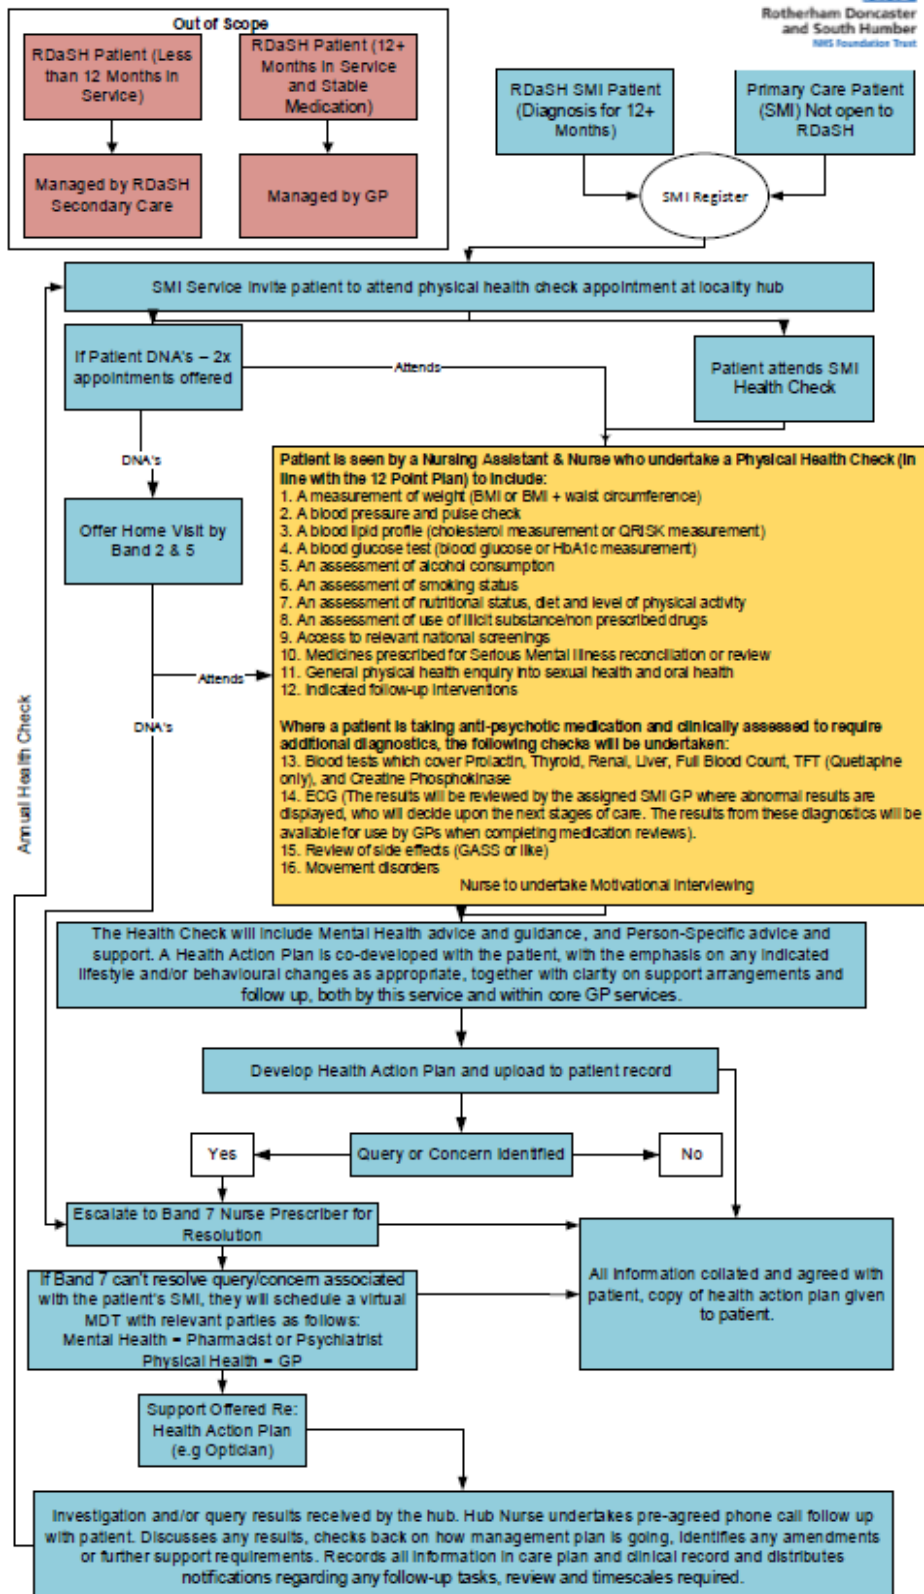 Rotherham Doncaster
and South Humber
NHS Foundation Trust
Out of Scope
RDaSH Patient (Less
than 12 Months in
Service)
RDaSH Patient (12+
Months in Service
and Stable
Medication)
Managed by RDaSH
Secondary Care
Managed by GP
RDaSH SMI Patient
(Diagnosis for 12+
Months)
Primary Care Patient
(SMI) Not open to
RDaSH
SMI Register
SMI Service invite patient to attend physical health check appointment at locality hub
If Patient DNA's – 2x
appointments offered
Attends
Patient attends SMI
Health Check
DNA's
Offer Home Visit by
Band 2 & 5
Attends
DNA's
Annual Health Check
Patient is seen by a Nursing Assistant & Nurse who undertake a Physical Health Check (in
line with the 12 Point Plan) to include:
1. A measurement of weight (BMI or BMI + waist circumference)
2. A blood pressure and pulse check
3. A blood lipid profile (cholesterol measurement or QRISK measurement)
4. A blood glucose test (blood glucose or HbA1c measurement)
5. An assessment of alcohol consumption
6. An assessment of smoking status
7. An assessment of nutritional status, diet and level of physical activity
8. An assessment of use of illicit substance/non prescribed drugs
9. Access to relevant national screenings
10. Medicines prescribed for Serious Mental Illness reconciliation or review
11. General physical health enquiry into sexual health and oral health
12. Indicated follow-up interventions
Where a patient is taking anti-psychotic medication and clinically assessed to require
additional diagnostics, the following checks will be undertaken:
13. Blood tests which cover Prolactin, Thyroid, Renal, Liver, Full Blood Count, TFT (Quetiapine
only), and Creatine Phosphokinase
14. ECG (The results will be reviewed by the assigned SMI GP where abnormal results are
displayed, who will decide upon the next stages of care. The results from these diagnostics will be
available for use by GPs when completing medication reviews).
15. Review of side effects (GASS or like)
16. Movement disorders
Nurse to undertake Motivational Interviewing
The Health Check will include Mental Health advice and guidance, and Person-Specific advice and
support. A Health Action Plan is co-developed with the patient, with the emphasis on any indicated
lifestyle and/or behavioural changes as appropriate, together with clarity on support arrangements
and follow up, both by this service and within core GP services.
Develop Health Action Plan and upload to patient record
Yes
Query or Concern Identified
No
Escalate to Band 7 Nurse Prescriber for
Resolution
If Band 7 can't resolve query/concern associated
with the patient's SMI, they will schedule a virtual
MDT with relevant parties as follows:
Mental Health = Pharmacist or Psychiatrist
Physical Health = GP
All information collated and agreed with
patient, copy of health action plan given
to patient.
Support Offered Re:
Health Action Plan
(e.g Optician)
Investigation and/or query results received by the hub. Hub Nurse undertakes pre-agreed phone call follow up
with patient. Discusses any results, checks back on how management plan is going, identifies any amendments
or further support requirements. Records all information in care plan and clinical record and distributes
notifications regarding any follow-up tasks, review and timescales required.